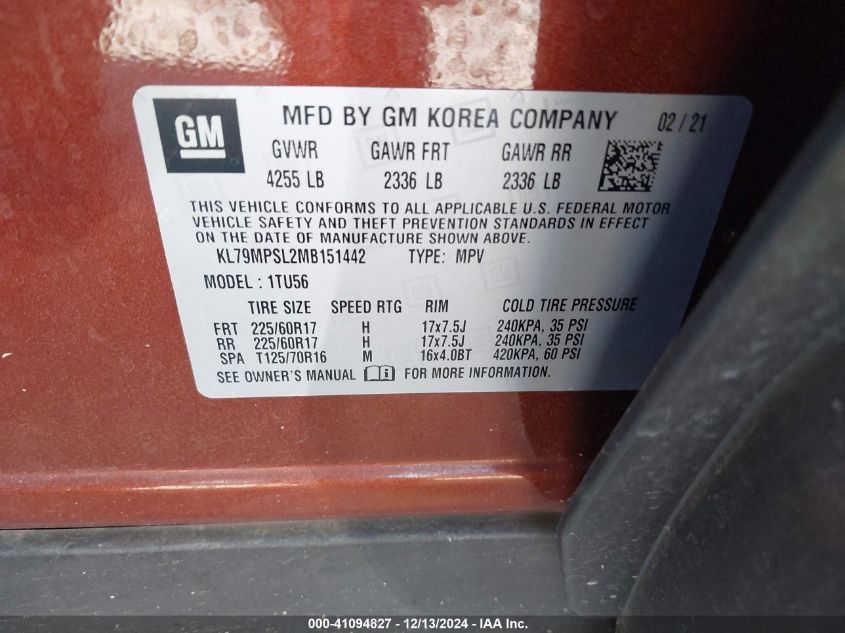 GM MFD BY GM KOREA COMPANY 02/21
GVWR GAWR FRT GAWR RR
4255 LB 2336 LB 2336 LB
THIS VEHICLE CONFORMS TO ALL APPLICABLE U.S. FEDERAL MOTOR
VEHICLE SAFETY AND THEFT PREVENTION STANDARDS IN EFFECT
ON THE DATE OF MANUFACTURE SHOWN ABOVE.
KL79MPSL2MB151442 TYPE: MPV
MODEL : 1TU56
TIRE SIZE SPEED RTG RIM COLD TIRE PRESSURE
FRT 225/60R17 H 17x7.5J 240KPA, 35 PSI
RR 225/60R17 H 17x7.5J 240KPA, 35 PSI
SPA T125/70R16 M 16x4.0BT 420KPA, 60 PSI
SEE OWNER'S MANUAL FOR MORE INFORMATION.
000-41094827 - 12/13/2024 - IAA Inc.